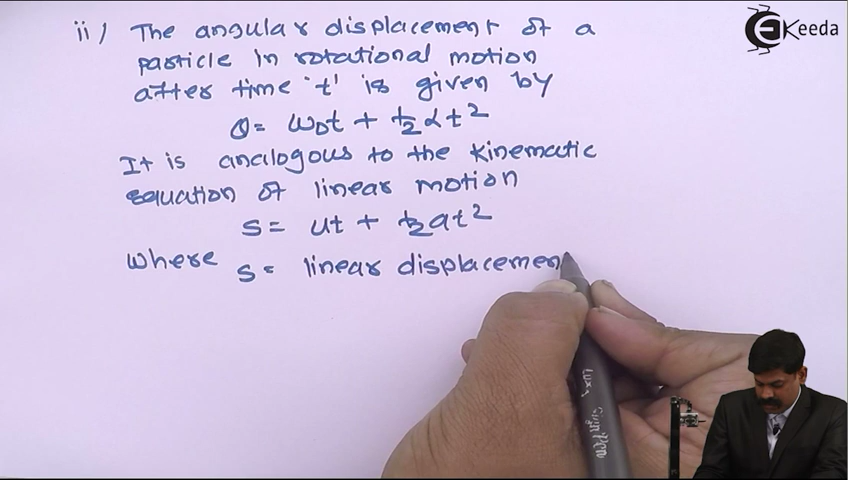 ii) The angular displacement of a
particle in rotational motion
after time 't' is given by
θ = ω₀t + ½αt²
It is analogous to the kinematic
equation of linear motion
s = ut + ½at²
where s = linear displacemen
EKeeda